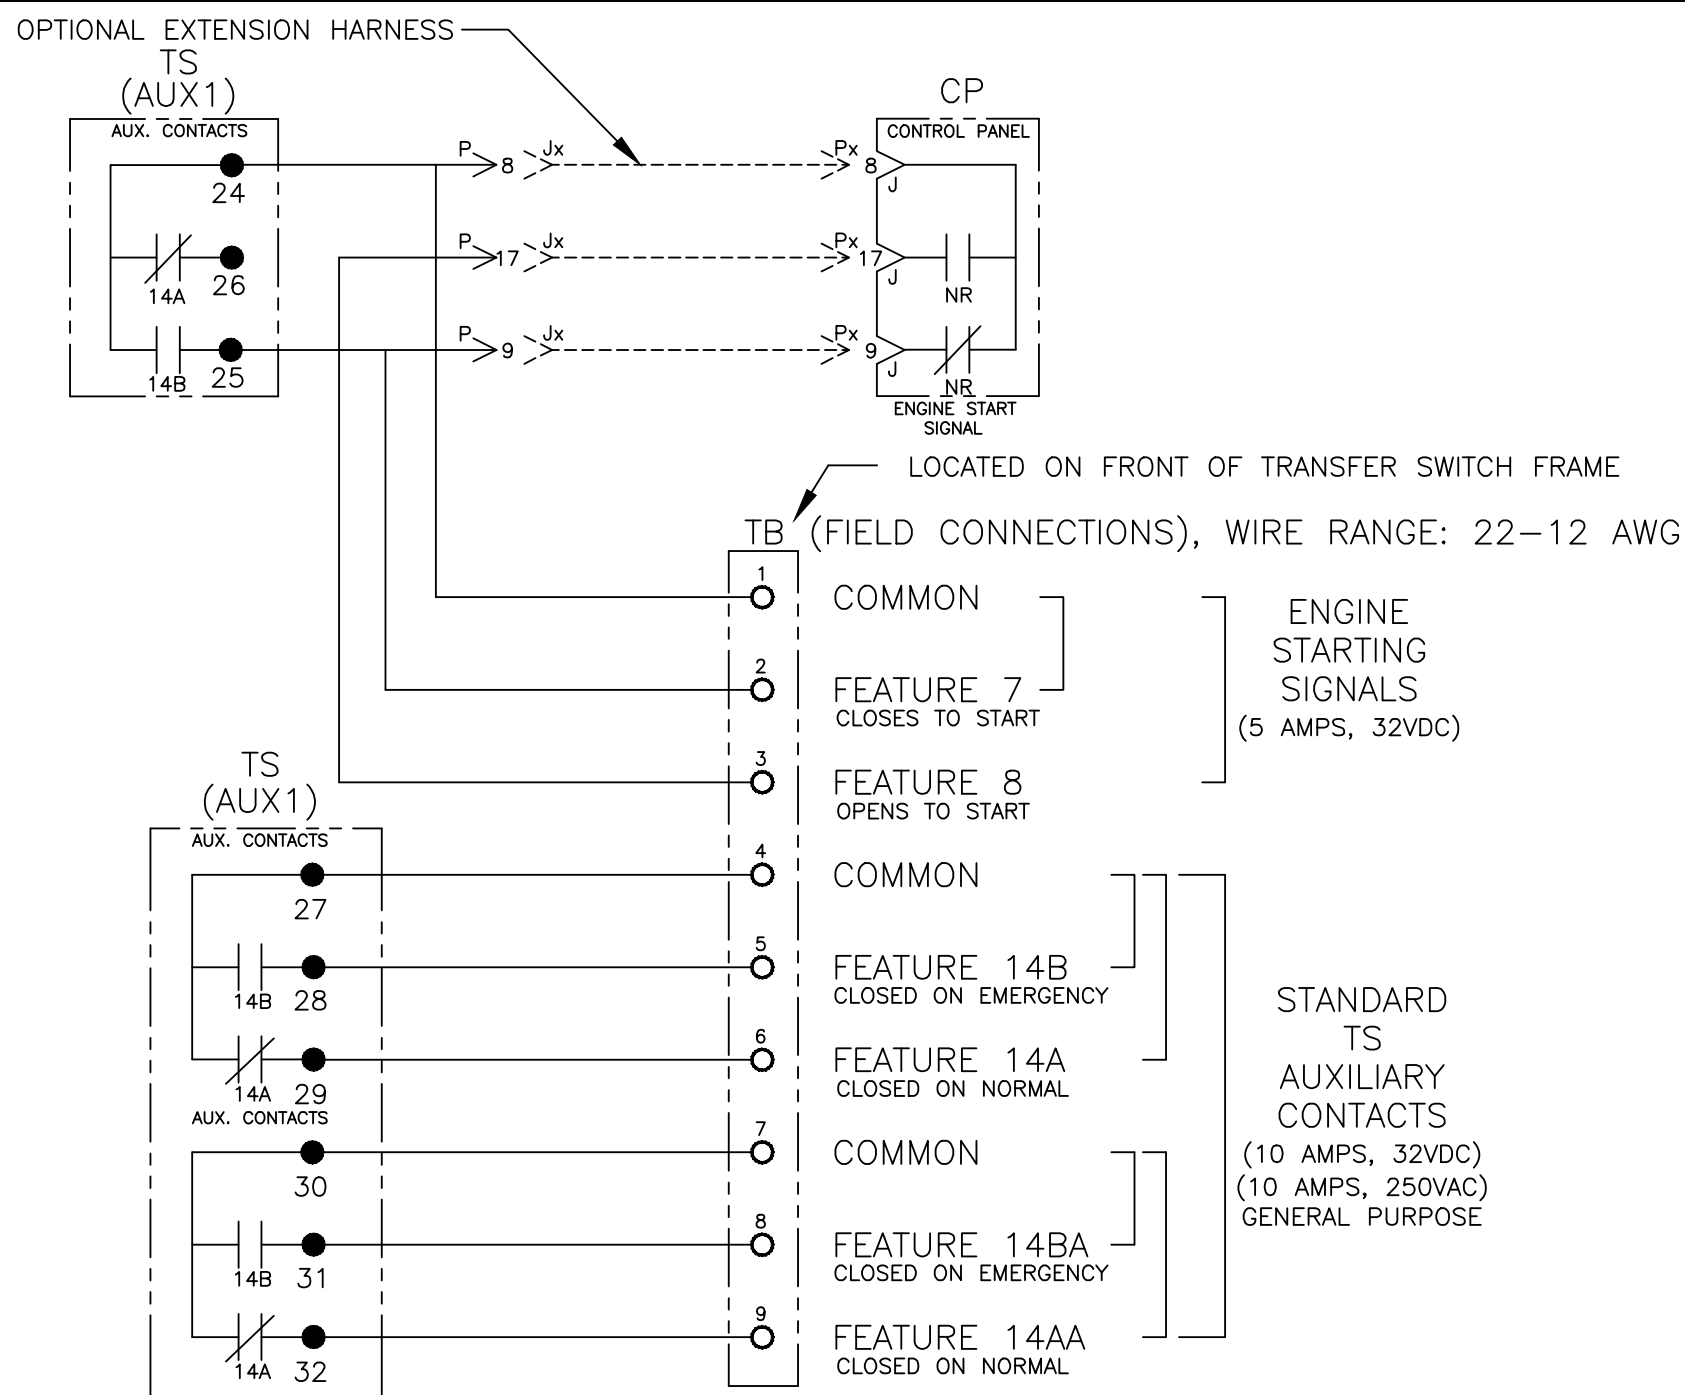 OPTIONAL EXTENSION HARNESS
TS
(AUX1)
AUX. CONTACTS
24
14A
26
14B
25
P
8
Jx
Px
8
J
P
17
Jx
Px
17
J
P
9
Jx
Px
9
J
CP
CONTROL PANEL
NR
NR
ENGINE START
SIGNAL
LOCATED ON FRONT OF TRANSFER SWITCH FRAME
TB (FIELD CONNECTIONS), WIRE RANGE: 22-12 AWG
1
COMMON
2
FEATURE 7
CLOSES TO START
3
FEATURE 8
OPENS TO START
ENGINE
STARTING
SIGNALS
(5 AMPS, 32VDC)
TS
(AUX1)
AUX. CONTACTS
27
14B
28
14A
29
AUX. CONTACTS
30
14B
31
14A
32
4
COMMON
5
FEATURE 14B
CLOSED ON EMERGENCY
6
FEATURE 14A
CLOSED ON NORMAL
7
COMMON
8
FEATURE 14BA
CLOSED ON EMERGENCY
9
FEATURE 14AA
CLOSED ON NORMAL
STANDARD
TS
AUXILIARY
CONTACTS
(10 AMPS, 32VDC)
(10 AMPS, 250VAC)
GENERAL PURPOSE